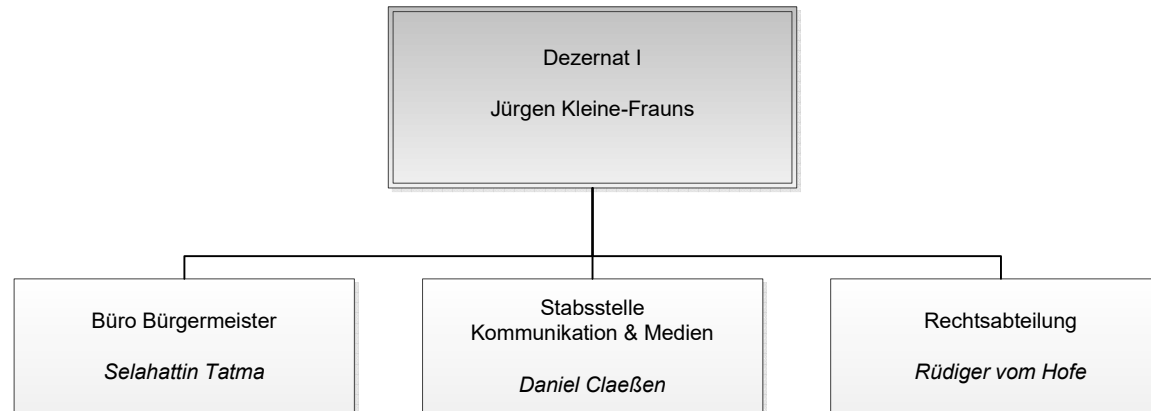 Dezernat I
Jürgen Kleine-Frauns
Büro Bürgermeister
Selahattin Tatma
Stabsstelle
Kommunikation & Medien
Daniel Claeßen
Rechtsabteilung
Rüdiger vom Hofe